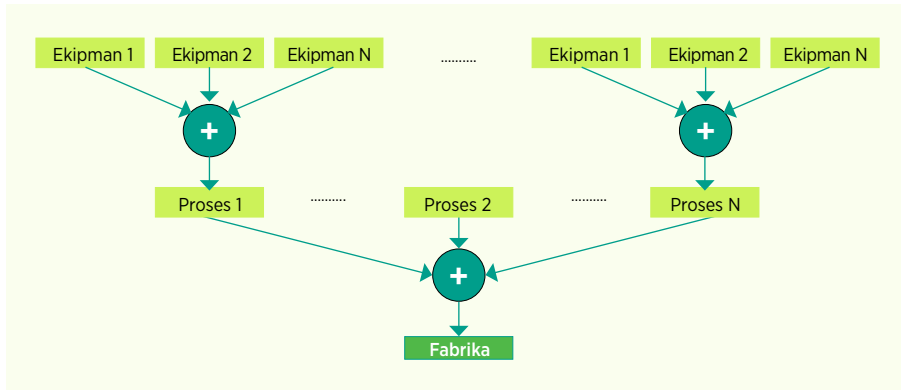 Ekipman 1 Ekipman 2 Ekipman N .......... Ekipman 1 Ekipman 2 Ekipman N
+ +
Proses 1 .......... Proses 2 .......... Proses N
+
Fabrika